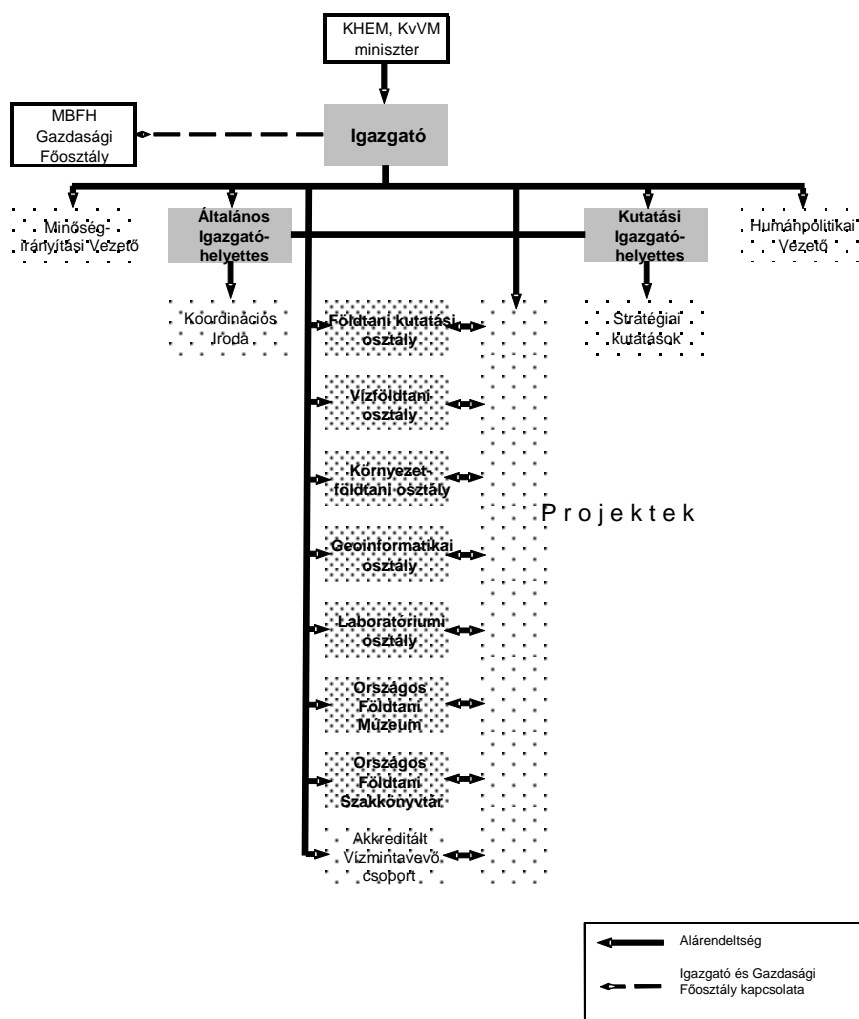 KHEM, KvVM
miniszter
MBFH
Gazdasági
Főosztály
Igazgató
Minőség-
irányítási Vezető
Általános
Igazgató-
helyettes
Kutatási
Igazgató-
helyettes
Humánpolitikai
Vezető
Koordinációs
Iroda
Stratégiai
kutatások
Földtani kutatási
osztály
Vízföldtani
osztály
Környezet-
földtani osztály
Projektek
Geoinformatikai
osztály
Laboratóriumi
osztály
Országos
Földtani
Múzeum
Országos
Földtani
Szakkönyvtár
Akkreditált
Vízmintavevő
csoport
Alárendeltség
Igazgató és Gazdasági
Főosztály kapcsolata